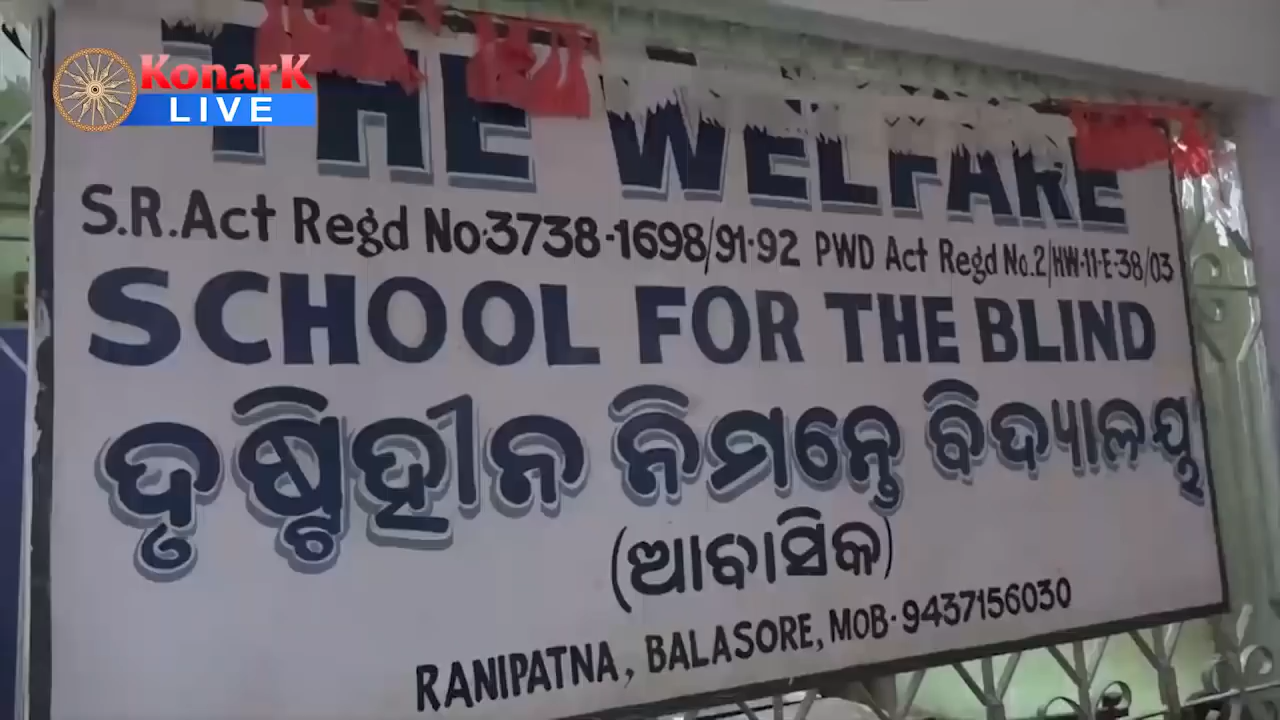 KonarK
LIVE
THE WELFARE
S.R.Act Regd No.3738-1698/91-92 PWD Act Regd No.2/HW-11-E-38/03
SCHOOL FOR THE BLIND
ଦୃଷ୍ଟିହୀନ ନିମନ୍ତେ ବିଦ୍ୟାଳୟ
(ଆବାସିକ)
RANIPATNA, BALASORE, MOB-9437156030